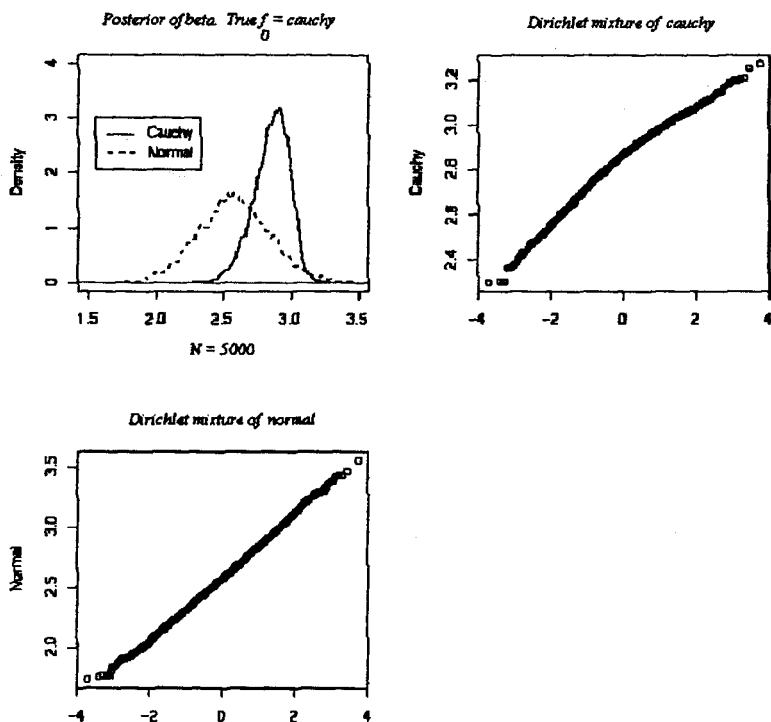 Posterior of beta. True f = cauchy
0
Density
4
3
2
1
0
Cauchy
Normal
1.5 2.0 2.5 3.0 3.5
N = 5000
Dirichlet mixture of cauchy
Cauchy
3.2
3.0
2.8
2.6
2.4
-4 -2 0 2 4
Dirichlet mixture of normal
Normal
3.5
3.0
2.5
2.0
-4 -2 0 2 4